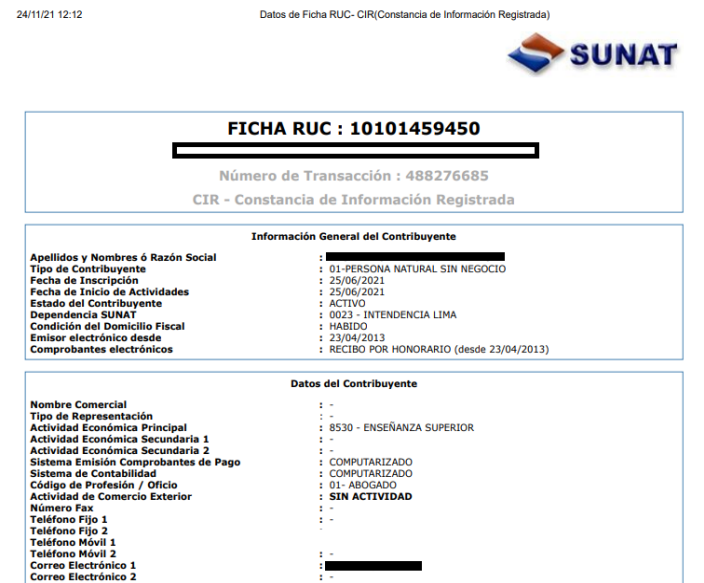 24/11/21 12:12 Datos de Ficha RUC- CIR(Constancia de Información Registrada)
SUNAT
FICHA RUC : 10101459450
Número de Transacción : 488276685
CIR - Constancia de Información Registrada
Información General del Contribuyente
Apellidos y Nombres ó Razón Social :
Tipo de Contribuyente : 01-PERSONA NATURAL SIN NEGOCIO
Fecha de Inscripción : 25/06/2021
Fecha de Inicio de Actividades : 25/06/2021
Estado del Contribuyente : ACTIVO
Dependencia SUNAT : 0023 - INTENDENCIA LIMA
Condición del Domicilio Fiscal : HABIDO
Emisor electrónico desde : 23/04/2013
Comprobantes electrónicos : RECIBO POR HONORARIO (desde 23/04/2013)
Datos del Contribuyente
Nombre Comercial : -
Tipo de Representación : -
Actividad Económica Principal : 8530 - ENSEÑANZA SUPERIOR
Actividad Económica Secundaria 1 : -
Actividad Económica Secundaria 2 : -
Sistema Emisión Comprobantes de Pago : COMPUTARIZADO
Sistema de Contabilidad : COMPUTARIZADO
Código de Profesión / Oficio : 01- ABOGADO
Actividad de Comercio Exterior : SIN ACTIVIDAD
Número Fax : -
Teléfono Fijo 1 : -
Teléfono Fijo 2
Teléfono Móvil 1
Teléfono Móvil 2 : -
Correo Electrónico 1 :
Correo Electrónico 2 : -